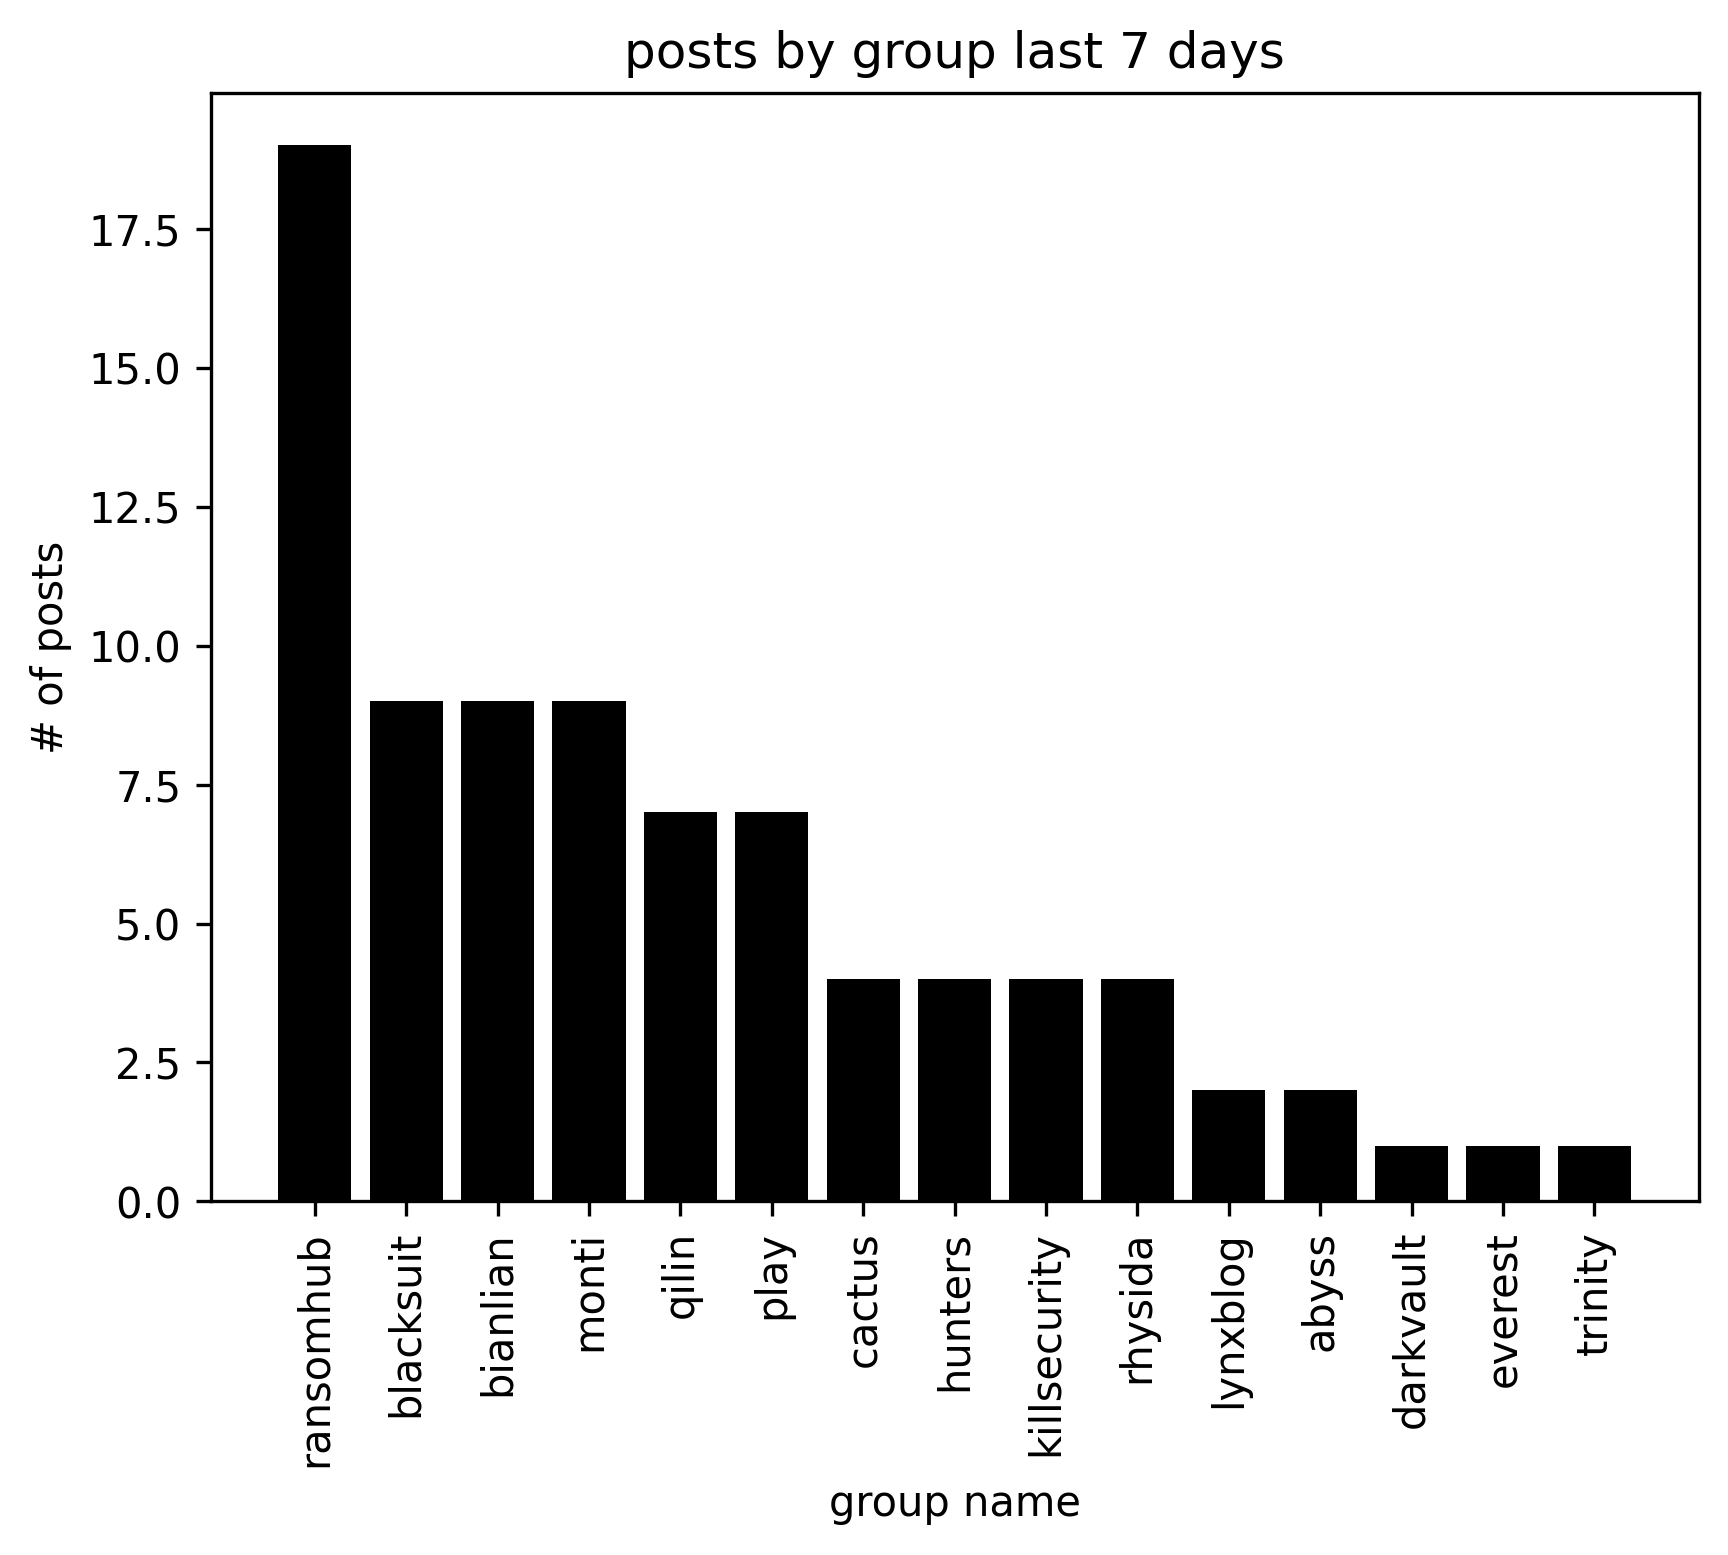 posts by group last 7 days
# of posts
17.5
15.0
12.5
10.0
7.5
5.0
2.5
0.0
ransomhub
blacksuit
bianlian
monti
qilin
play
cactus
hunters
killsecurity
rhysida
lynxblog
abyss
darkvault
everest
trinity
group name